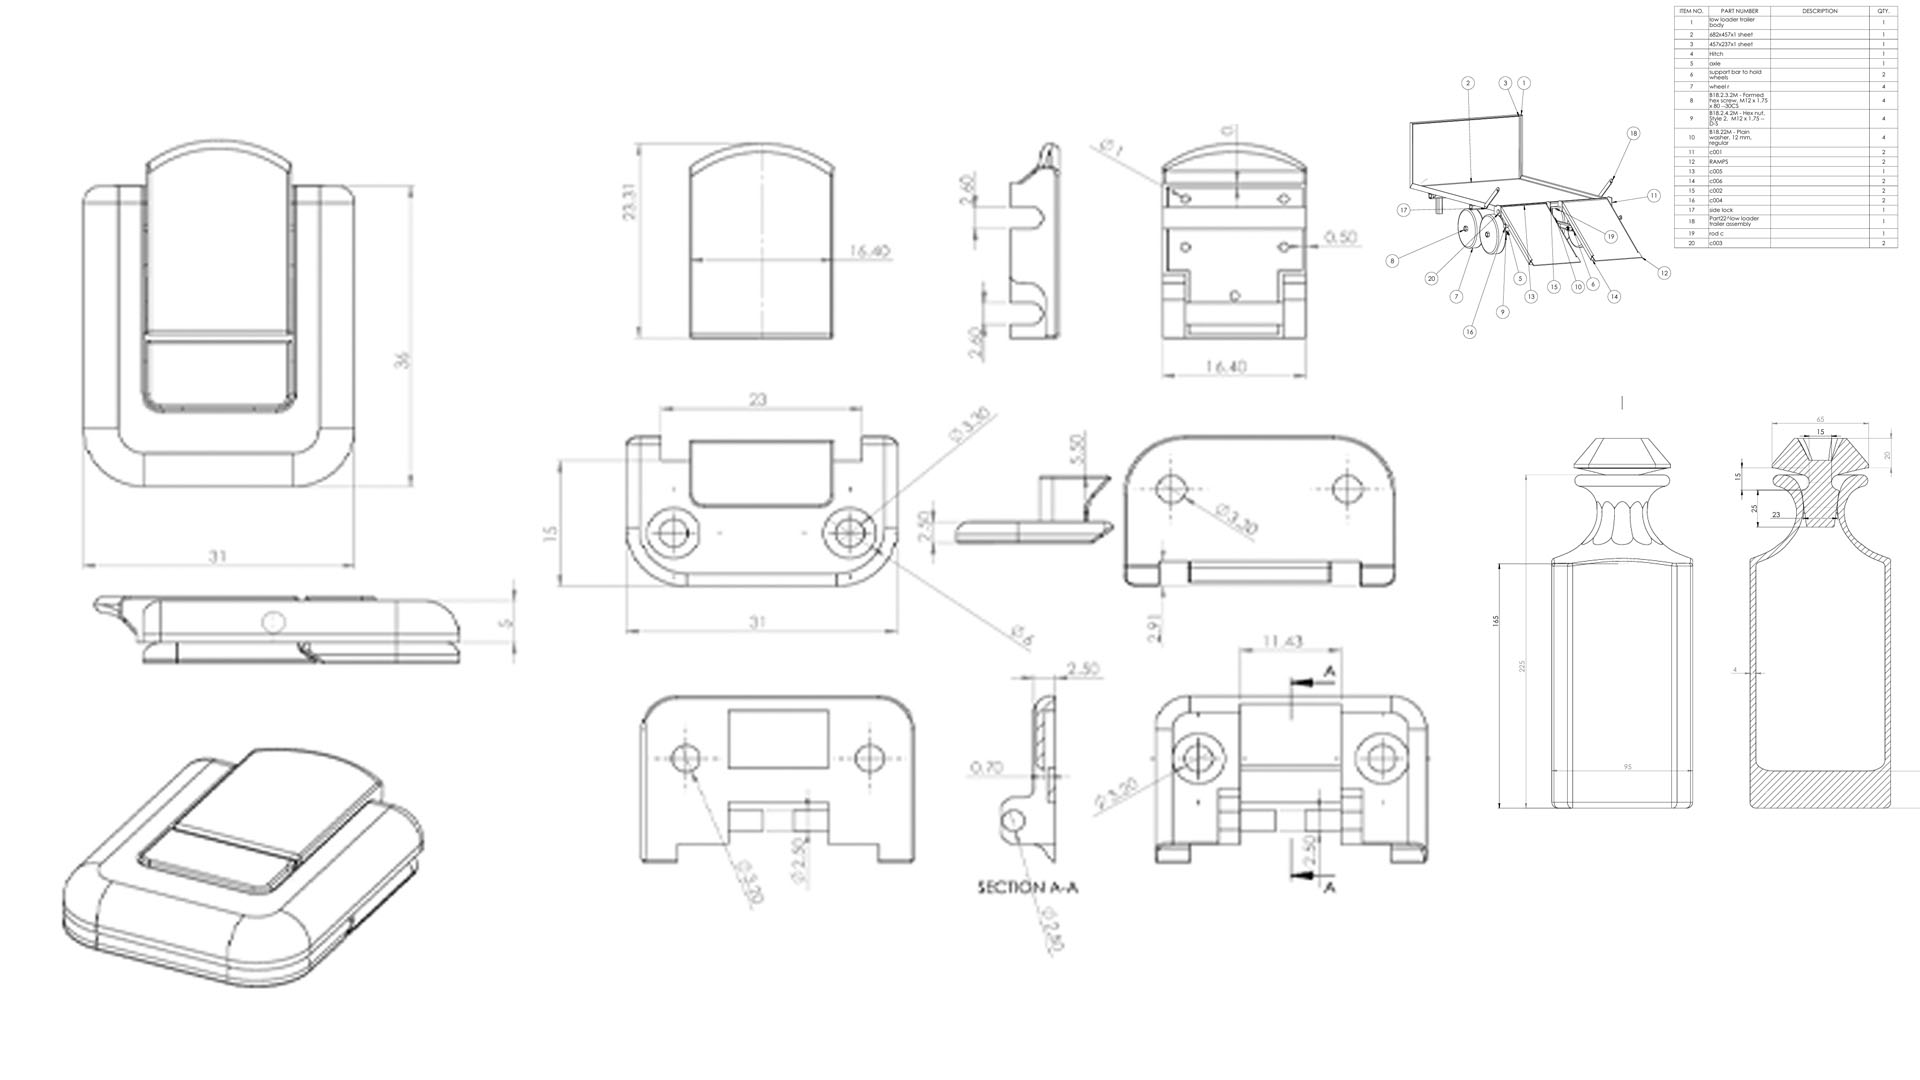 ITEM NO. PART NUMBER DESCRIPTION QTY.
1 low loader trailer body 1
2 682x457x1 sheet 1
3 457x237x1 sheet 1
4 Hitch 1
5 axle 1
6 support bar to hold wheels 2
7 wheel r 4
8 B18.2.3.2M - Formed hex screw, M12 x 1.75 x 80 --30CS 4
9 B18.2.4.2M - Hex nut, Style 2, M12 x 1.75 --D-S 4
10 B18.22M - Plain washer, 12 mm, regular 4
11 c001 2
12 RAMPS 2
13 c005 1
14 c006 2
15 c002 2
16 c004 2
17 side lock 1
18 Part22^low loader trailer assembly 1
19 rod c 1
20 c003 2
2
3
1
18
11
17
19
8
20
7
5
13
15
10
6
14
12
9
16
36
31
5
23.31
16.40
2.60
2.60
Ø1
0.50
16.40
23
Ø3.30
15
31
Ø6
5.50
2.50
Ø3.20
2.91
Ø3.20
Ø2.50
2.50
0.70
SECTION A-A
Ø2.50
11.43
A
Ø3.20
2.50
A
165
225
95
65
15
20
15
25
23
4